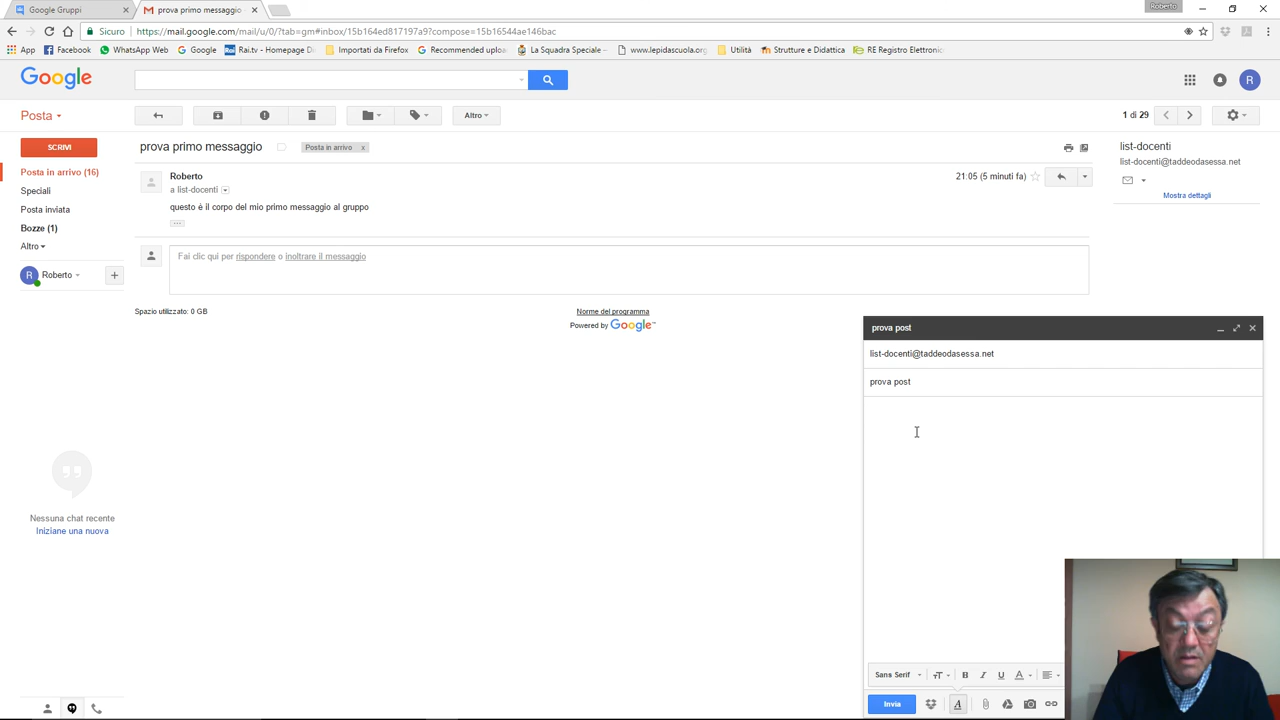 Google Gruppi
prova primo messaggio
Roberto
Sicuro
https://mail.google.com/mail/u/0/?tab=gm#inbox/15b164ed817197a9?compose=15b16544ae146bac
App
Facebook
WhatsApp Web
Google
Rai.tv - Homepage
Importati da Firefox
Recommended uploa
La Squadra Speciale -
www.lepidascuola.org
Utilità
Strutture e Didattica
RE Registro Elettronic
Google
R
Posta
Altro
1 di 29
SCRIVI
prova primo messaggio
Posta in arrivo x
list-docenti
list-docenti@taddeodasessa.net
Posta in arrivo (16)
Roberto
21:05 (5 minuti fa)
a list-docenti
Speciali
Mostra dettagli
Posta inviata
questo è il corpo del mio primo messaggio al gruppo
Bozze (1)
Altro
Fai clic qui per rispondere o inoltrare il messaggio
R Roberto
Spazio utilizzato: 0 GB
Norme del programma
Powered by Google™
prova post
list-docenti@taddeodasessa.net
prova post
Nessuna chat recente
Iniziane una nuova
Sans Serif
B I U A
Invia
A